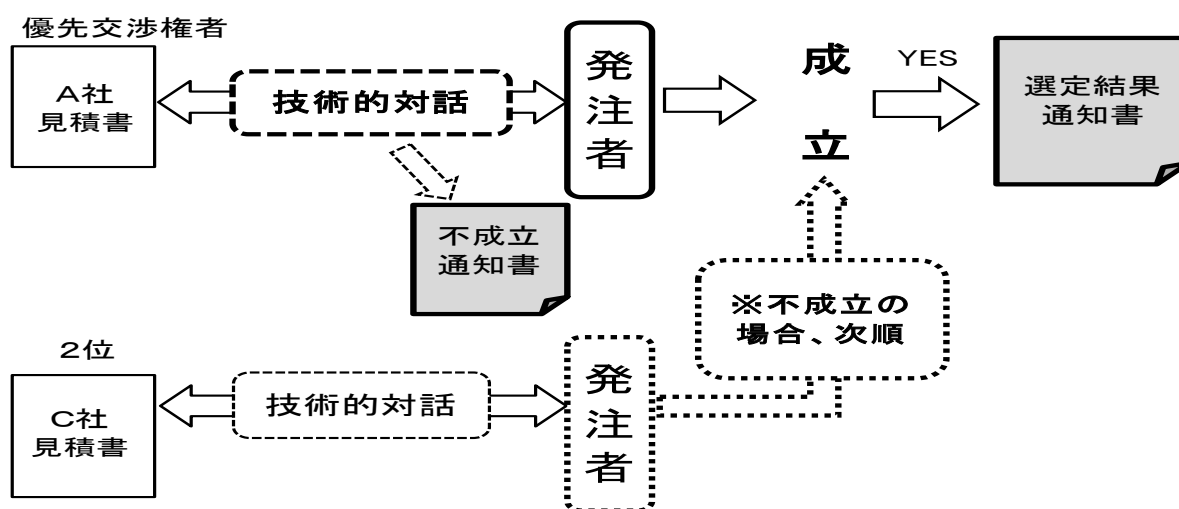 優先交渉権者
A社
見積書
技術的対話
発注者
成立
YES
選定結果
通知書
不成立
通知書
※不成立の
場合、次順
2位
C社
見積書
技術的対話
発注者